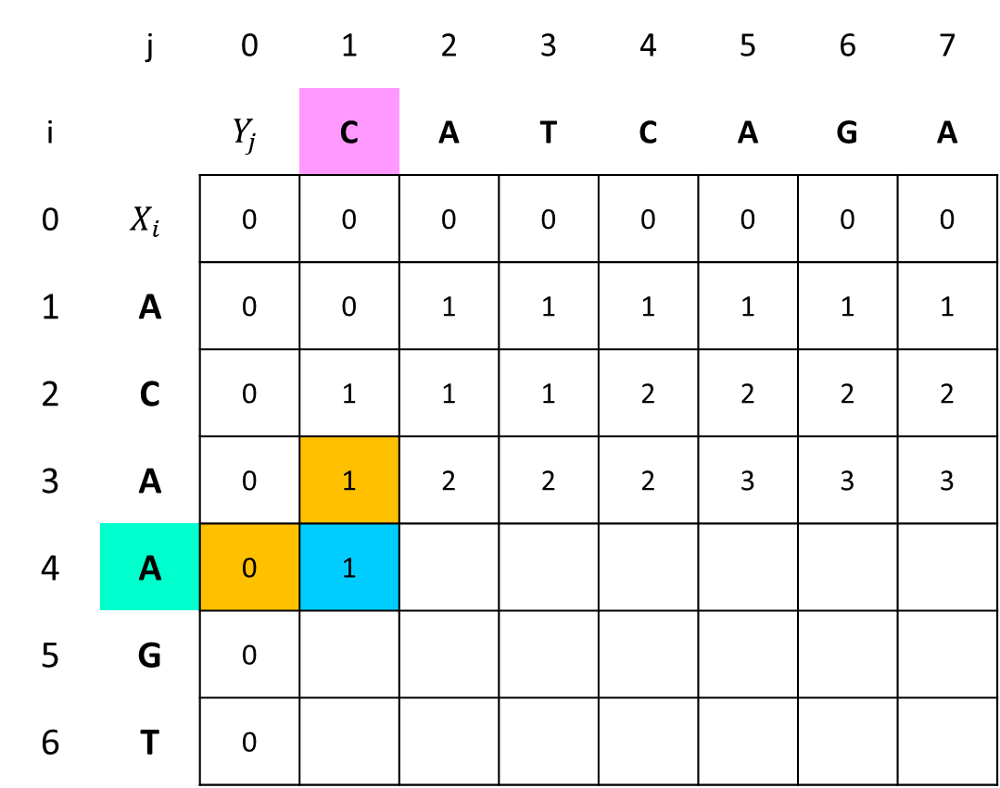 j 0 1 2 3 4 5 6 7
i Yj C A T C A G A
0 Xi 0 0 0 0 0 0 0 0
1 A 0 0 1 1 1 1 1 1
2 C 0 1 1 1 2 2 2 2
3 A 0 1 2 2 2 3 3 3
4 A 0 1
5 G 0
6 T 0